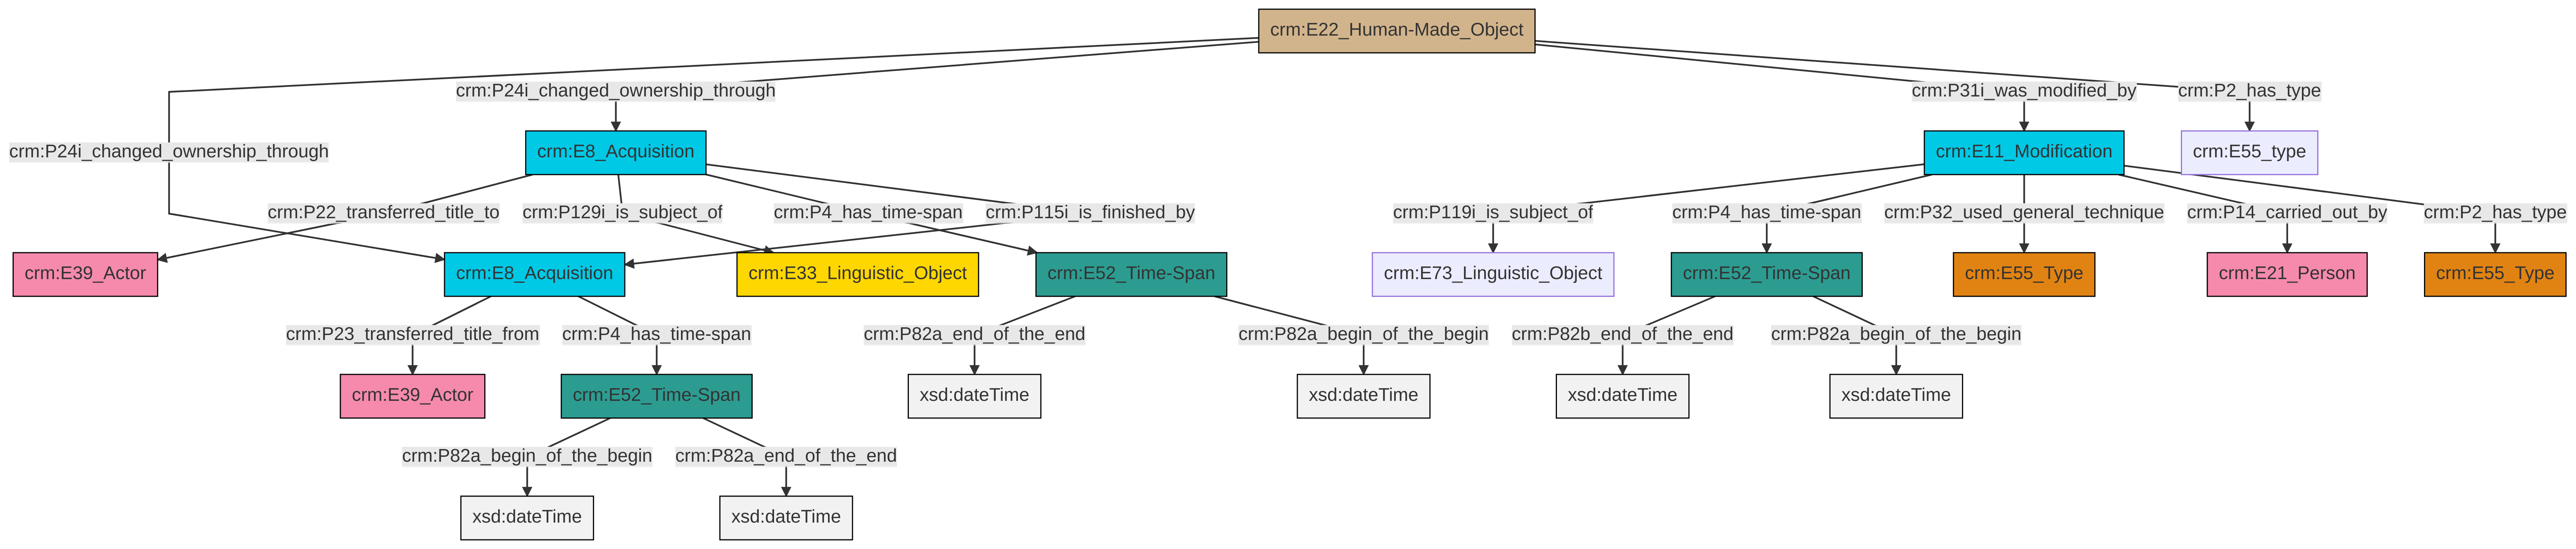 crm:E22_Human-Made_Object
crm:P24i_changed_ownership_through
crm:P31i_was_modified_by
crm:P2_has_type
crm:P24i_changed_ownership_through
crm:E8_Acquisition
crm:E11_Modification
crm:E55_type
crm:P22_transferred_title_to
crm:P129i_is_subject_of
crm:P4_has_time-span
crm:P115i_is_finished_by
crm:P119i_is_subject_of
crm:P4_has_time-span
crm:P32_used_general_technique
crm:P14_carried_out_by
crm:P2_has_type
crm:E39_Actor
crm:E8_Acquisition
crm:E33_Linguistic_Object
crm:E52_Time-Span
crm:E73_Linguistic_Object
crm:E52_Time-Span
crm:E55_Type
crm:E21_Person
crm:E55_Type
crm:P23_transferred_title_from
crm:P4_has_time-span
crm:P82a_end_of_the_end
crm:P82a_begin_of_the_begin
crm:P82b_end_of_the_end
crm:P82a_begin_of_the_begin
crm:E39_Actor
crm:E52_Time-Span
xsd:dateTime
xsd:dateTime
xsd:dateTime
xsd:dateTime
crm:P82a_begin_of_the_begin
crm:P82a_end_of_the_end
xsd:dateTime
xsd:dateTime